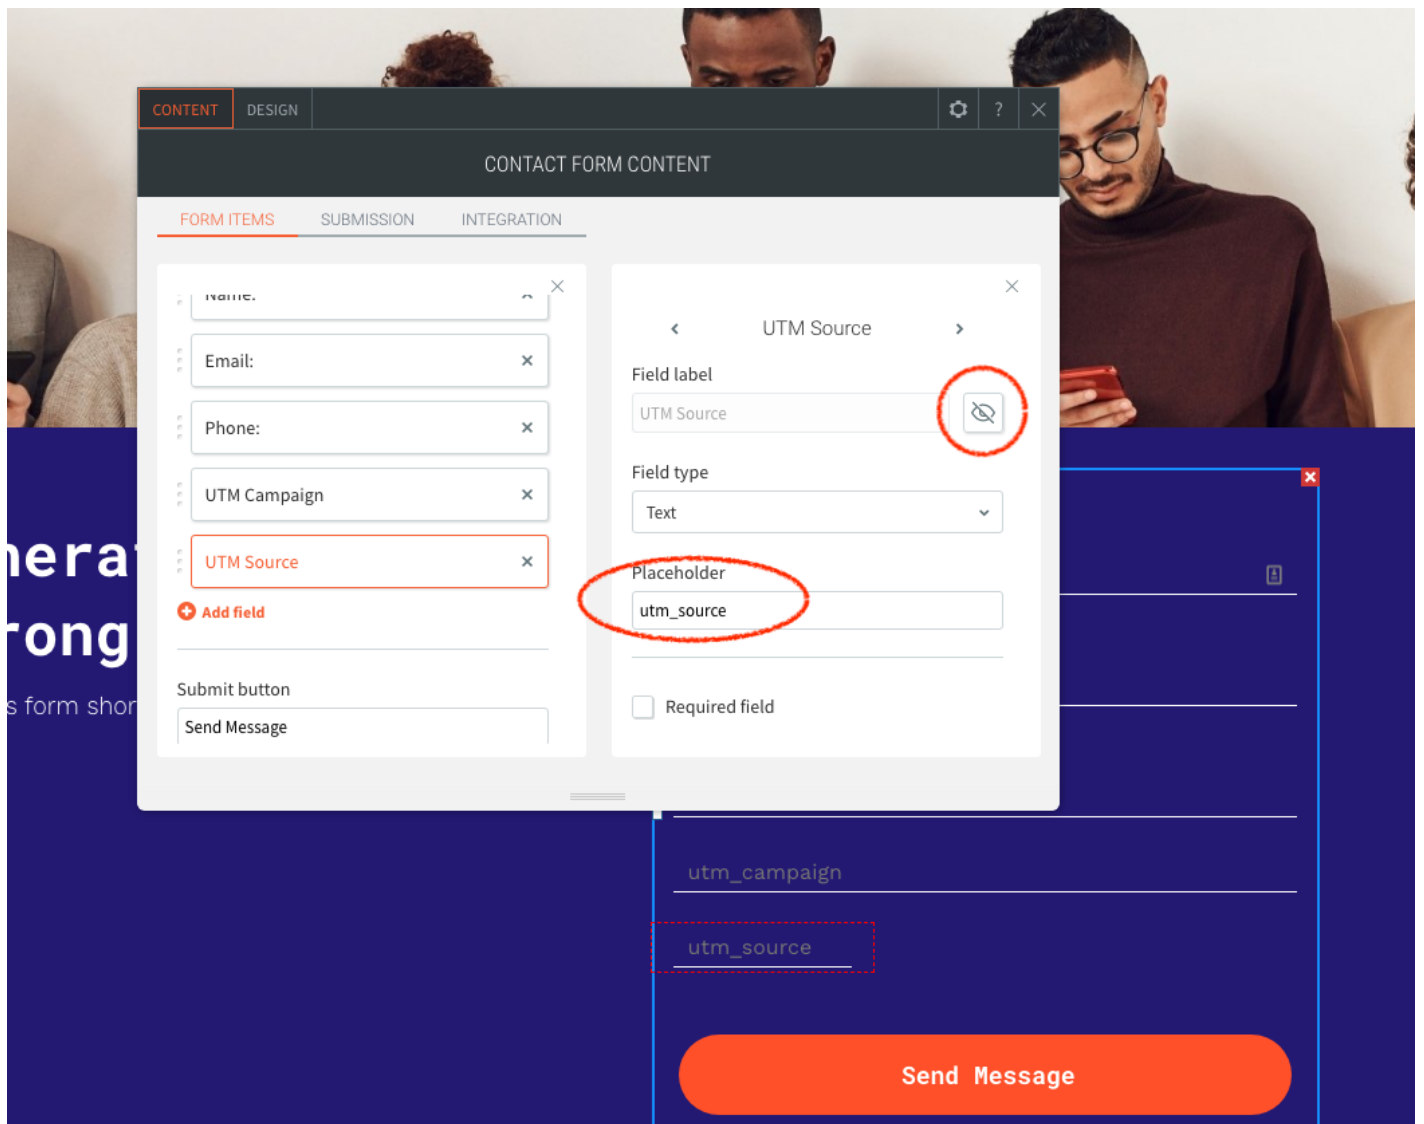 CONTENT DESIGN ?
CONTACT FORM CONTENT
FORM ITEMS SUBMISSION INTEGRATION
Name:
Email:
Phone:
UTM Campaign
UTM Source
Add field
Submit button
Send Message
UTM Source
Field label
UTM Source
Field type
Text
Placeholder
utm_source
Required field
rong
s form shor
utm_campaign
utm_source
Send Message